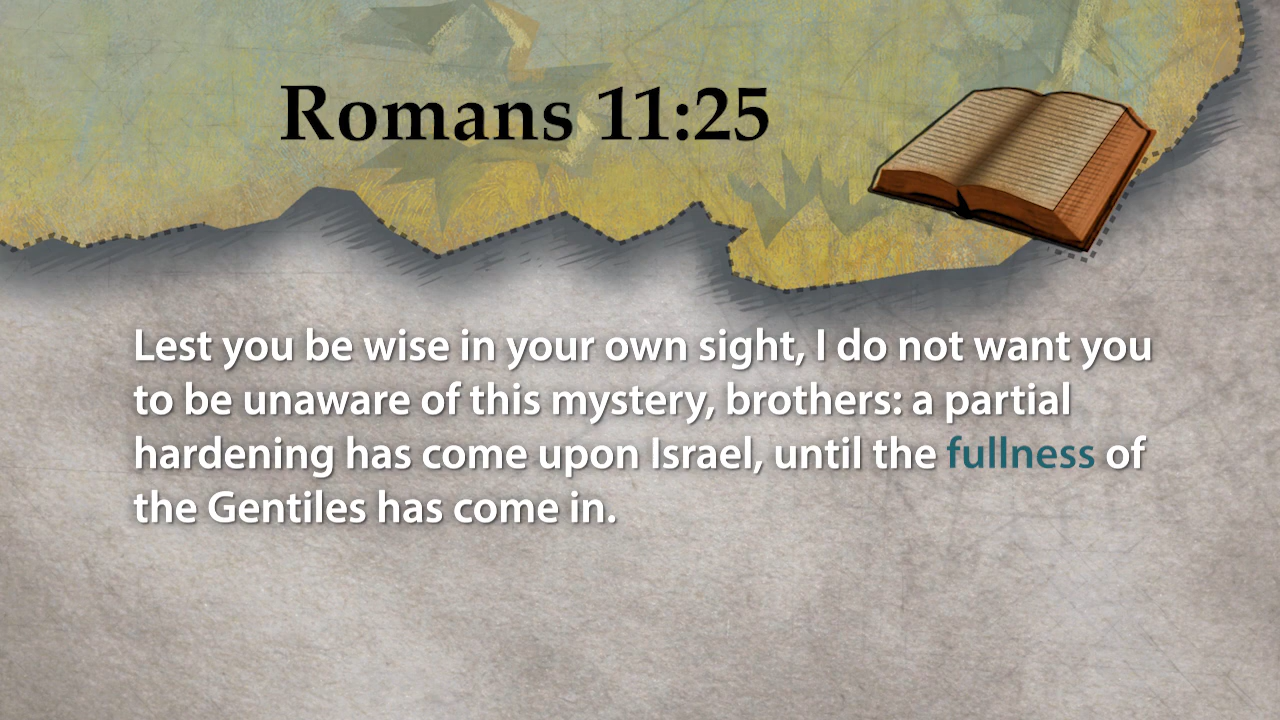 Romans 11:25
Lest you be wise in your own sight, I do not want you
to be unaware of this mystery, brothers: a partial
hardening has come upon Israel, until the fullness of
the Gentiles has come in.